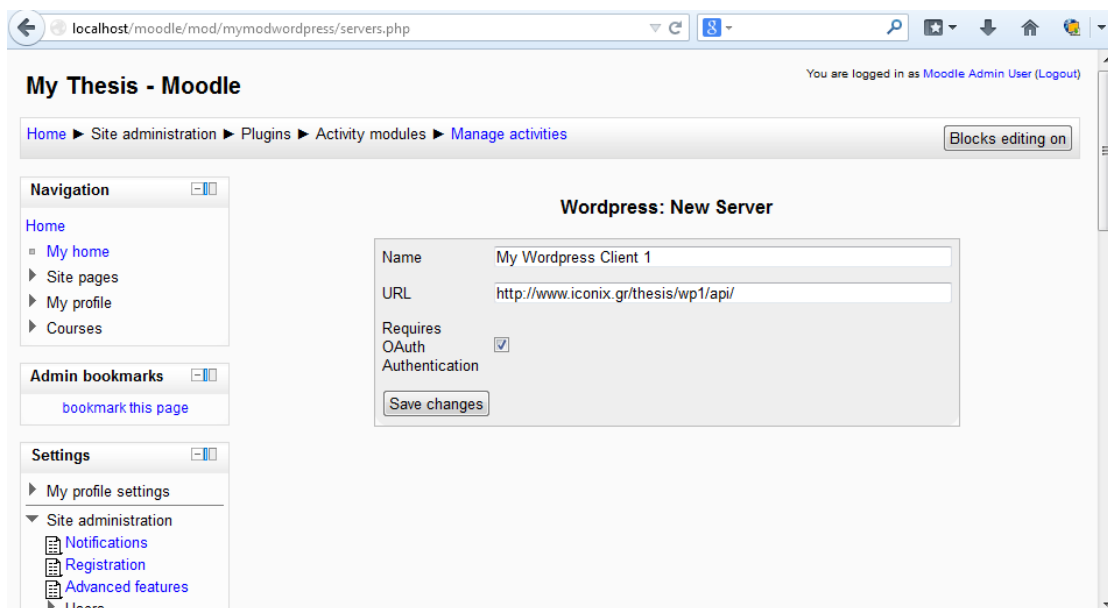 localhost/moodle/mod/mymodwordpress/servers.php
8
My Thesis - Moodle
You are logged in as Moodle Admin User (Logout)
Home ► Site administration ► Plugins ► Activity modules ► Manage activities
Blocks editing on
Navigation
Home
My home
Site pages
My profile
Courses
Admin bookmarks
bookmark this page
Settings
My profile settings
Site administration
Notifications
Registration
Advanced features
Users
Wordpress: New Server
Name
My Wordpress Client 1
URL
http://www.iconix.gr/thesis/wp1/api/
Requires
OAuth
Authentication
Save changes